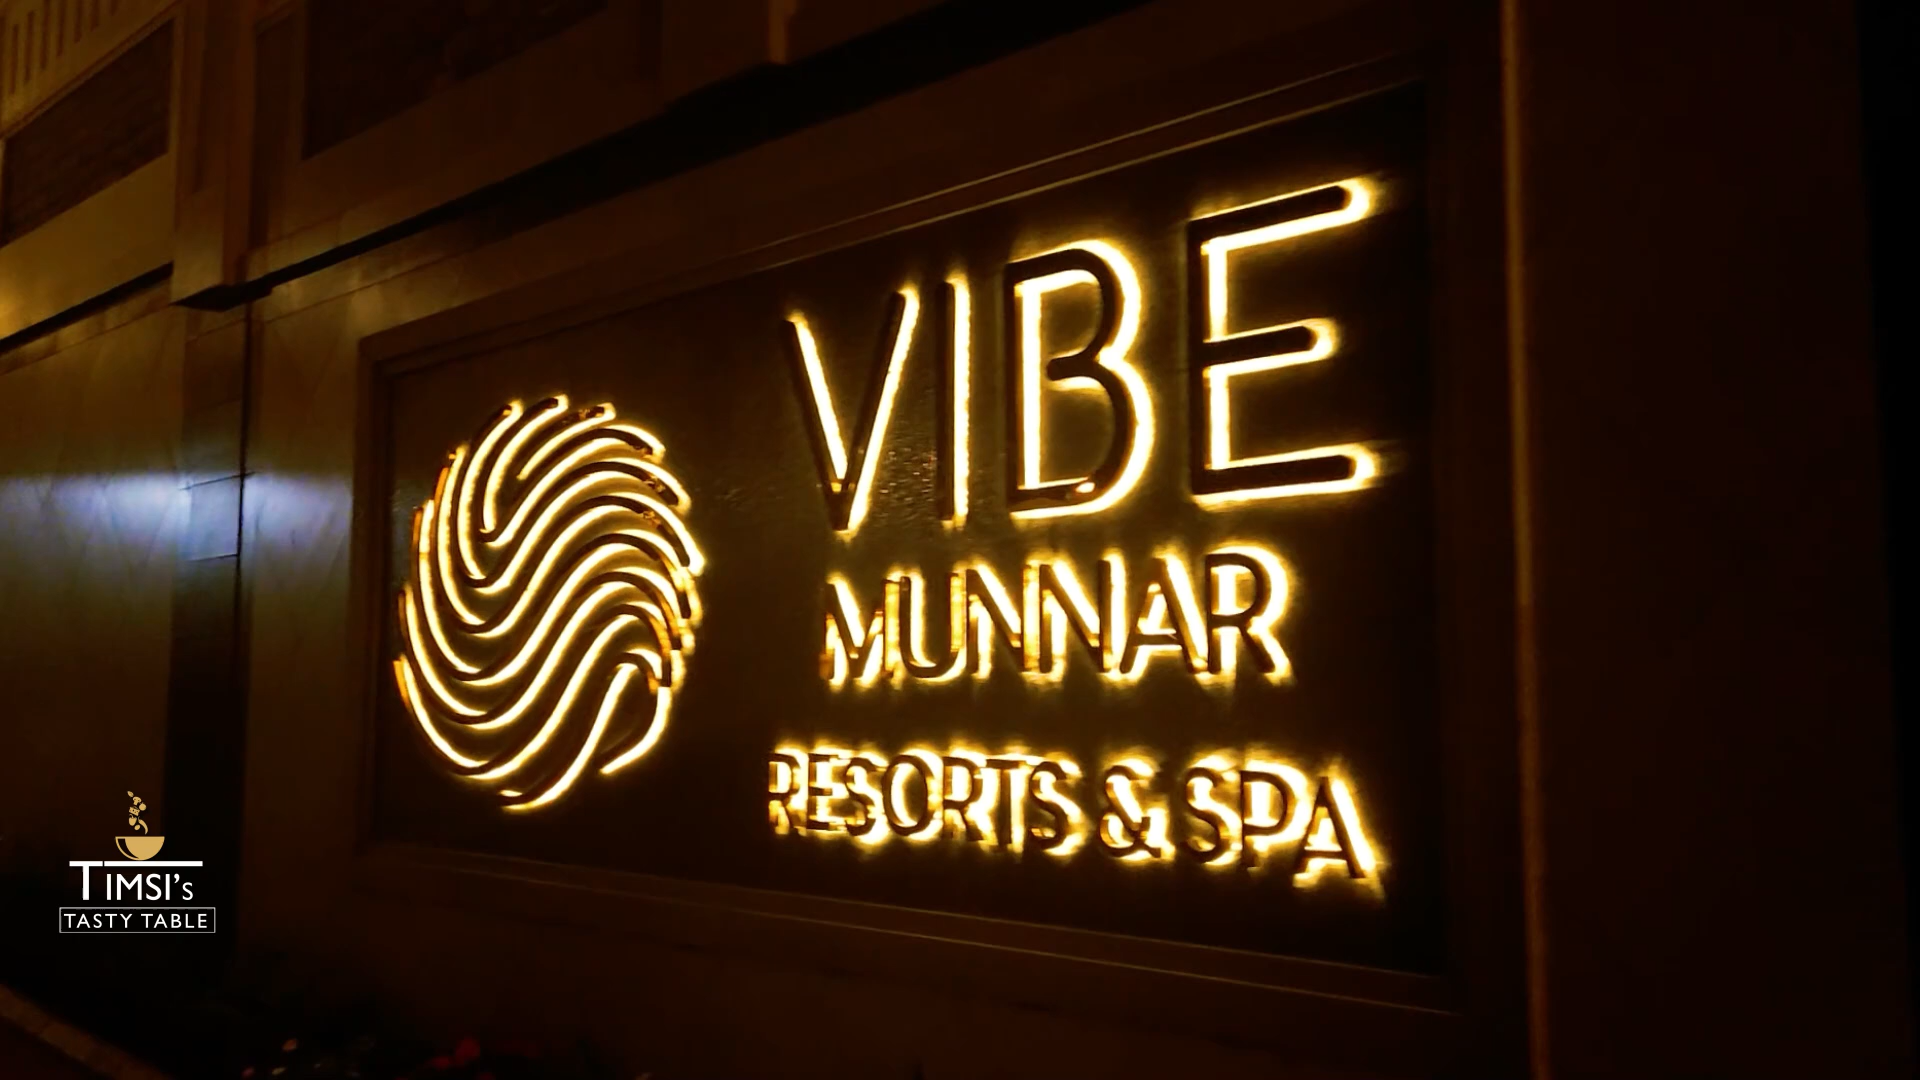 VIBE
MUNNAR
RESORTS & SPA
TIMSI'S
TASTY TABLE